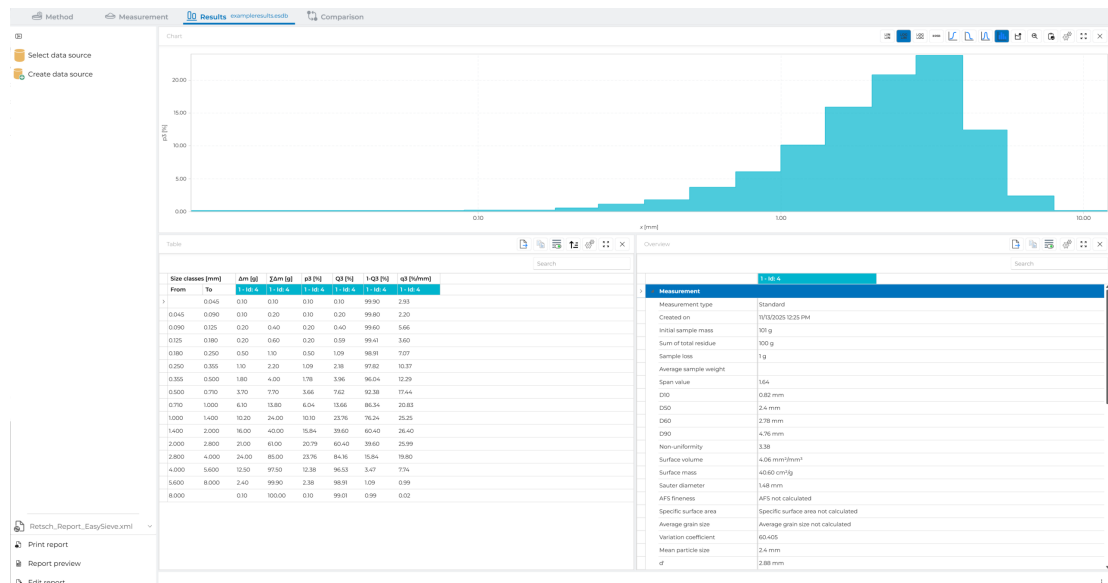 Method Measurement Results exampleresults.esdb Comparison
Chart
Select data source
Create data source
p3 [%]
20.00
15.00
10.00
5.00
0.00
0.10 1.00 10.00
x [mm]
Table
Search
Size classes [mm] Δm [g] ∑Δm [g] p3 [%] Q3 [%] 1-Q3 [%] q3 [%/mm]
From To 1 - Id: 4 1 - Id: 4 1 - Id: 4 1 - Id: 4 1 - Id: 4 1 - Id: 4
0.045 0.10 0.10 0.10 0.10 99.90 2.93
0.045 0.090 0.10 0.20 0.10 0.20 99.80 2.20
0.090 0.125 0.20 0.40 0.20 0.40 99.60 5.66
0.125 0.180 0.20 0.60 0.20 0.59 99.41 3.60
0.180 0.250 0.50 1.10 0.50 1.09 98.91 7.07
0.250 0.355 1.10 2.20 1.09 2.18 97.82 10.37
0.355 0.500 1.80 4.00 1.78 3.96 96.04 12.29
0.500 0.710 3.70 7.70 3.66 7.62 92.38 17.44
0.710 1.000 6.10 13.80 6.04 13.66 86.34 20.83
1.000 1.400 10.20 24.00 10.10 23.76 76.24 25.25
1.400 2.000 16.00 40.00 15.84 39.60 60.40 26.40
2.000 2.800 21.00 61.00 20.79 60.40 39.60 25.99
2.800 4.000 24.00 85.00 23.76 84.16 15.84 19.80
4.000 5.600 12.50 97.50 12.38 96.53 3.47 7.74
5.600 8.000 2.40 99.90 2.38 98.91 1.09 0.99
8.000 0.10 100.00 0.10 99.01 0.99 0.02
Overview
Search
1 - Id: 4
Measurement
Measurement type Standard
Created on 11/13/2025 12:25 PM
Initial sample mass 101 g
Sum of total residue 100 g
Sample loss 1 g
Average sample weight
Span value 1.64
D10 0.82 mm
D50 2.4 mm
D60 2.78 mm
D90 4.76 mm
Non-uniformity 3.38
Surface volume 4.06 mm²/mm³
Surface mass 40.60 cm²/g
Sauter diameter 1.48 mm
AFS fineness AFS not calculated
Specific surface area Specific surface area not calculated
Average grain size Average grain size not calculated
Variation coefficient 60.405
Mean particle size 2.4 mm
d' 2.88 mm
Retsch_Report_EasySieve.xml
Print report
Report preview
Edit report